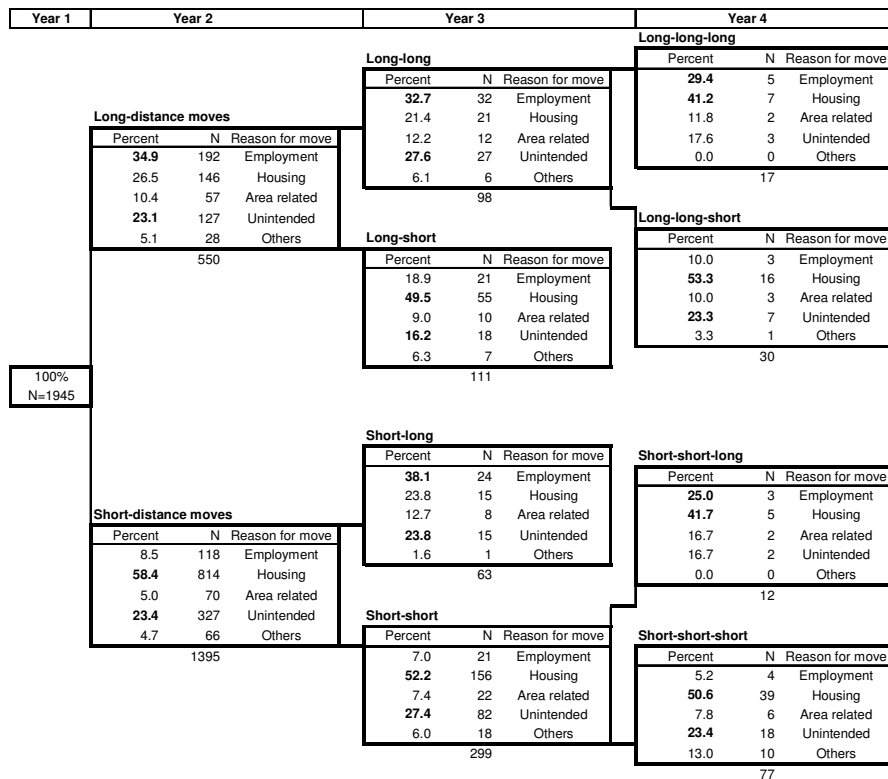 Year 1 Year 2 Year 3 Year 4
Long-distance moves
Percent N Reason for move
34.9 192 Employment
26.5 146 Housing
10.4 57 Area related
23.1 127 Unintended
5.1 28 Others
550
100%
N=1945
Short-distance moves
Percent N Reason for move
8.5 118 Employment
58.4 814 Housing
5.0 70 Area related
23.4 327 Unintended
4.7 66 Others
1395
Long-long
Percent N Reason for move
32.7 32 Employment
21.4 21 Housing
12.2 12 Area related
27.6 27 Unintended
6.1 6 Others
98
Long-short
Percent N Reason for move
18.9 21 Employment
49.5 55 Housing
9.0 10 Area related
16.2 18 Unintended
6.3 7 Others
111
Short-long
Percent N Reason for move
38.1 24 Employment
23.8 15 Housing
12.7 8 Area related
23.8 15 Unintended
1.6 1 Others
63
Short-short
Percent N Reason for move
7.0 21 Employment
52.2 156 Housing
7.4 22 Area related
27.4 82 Unintended
6.0 18 Others
299
Long-long-long
Percent N Reason for move
29.4 5 Employment
41.2 7 Housing
11.8 2 Area related
17.6 3 Unintended
0.0 0 Others
17
Long-long-short
Percent N Reason for move
10.0 3 Employment
53.3 16 Housing
10.0 3 Area related
23.3 7 Unintended
3.3 1 Others
30
Short-short-long
Percent N Reason for move
25.0 3 Employment
41.7 5 Housing
16.7 2 Area related
16.7 2 Unintended
0.0 0 Others
12
Short-short-short
Percent N Reason for move
5.2 4 Employment
50.6 39 Housing
7.8 6 Area related
23.4 18 Unintended
13.0 10 Others
77